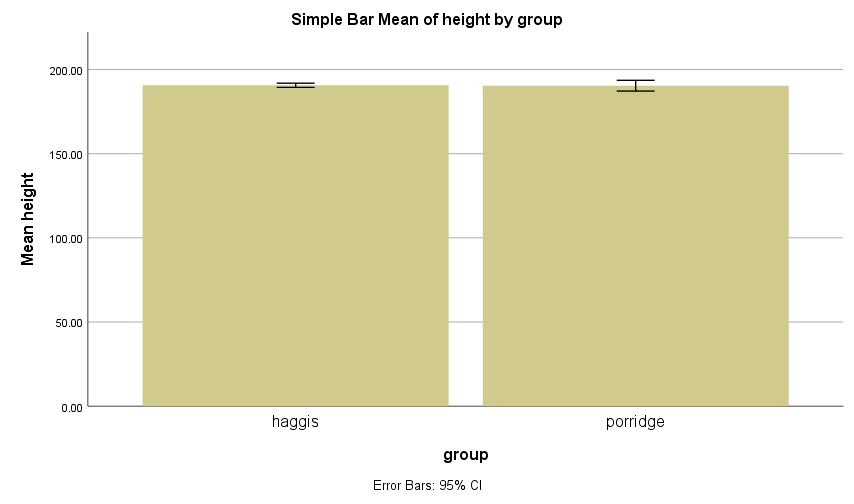 Simple Bar Mean of height by group
200.00
150.00
100.00
50.00
0.00
Mean height
haggis porridge
group
Error Bars: 95% CI